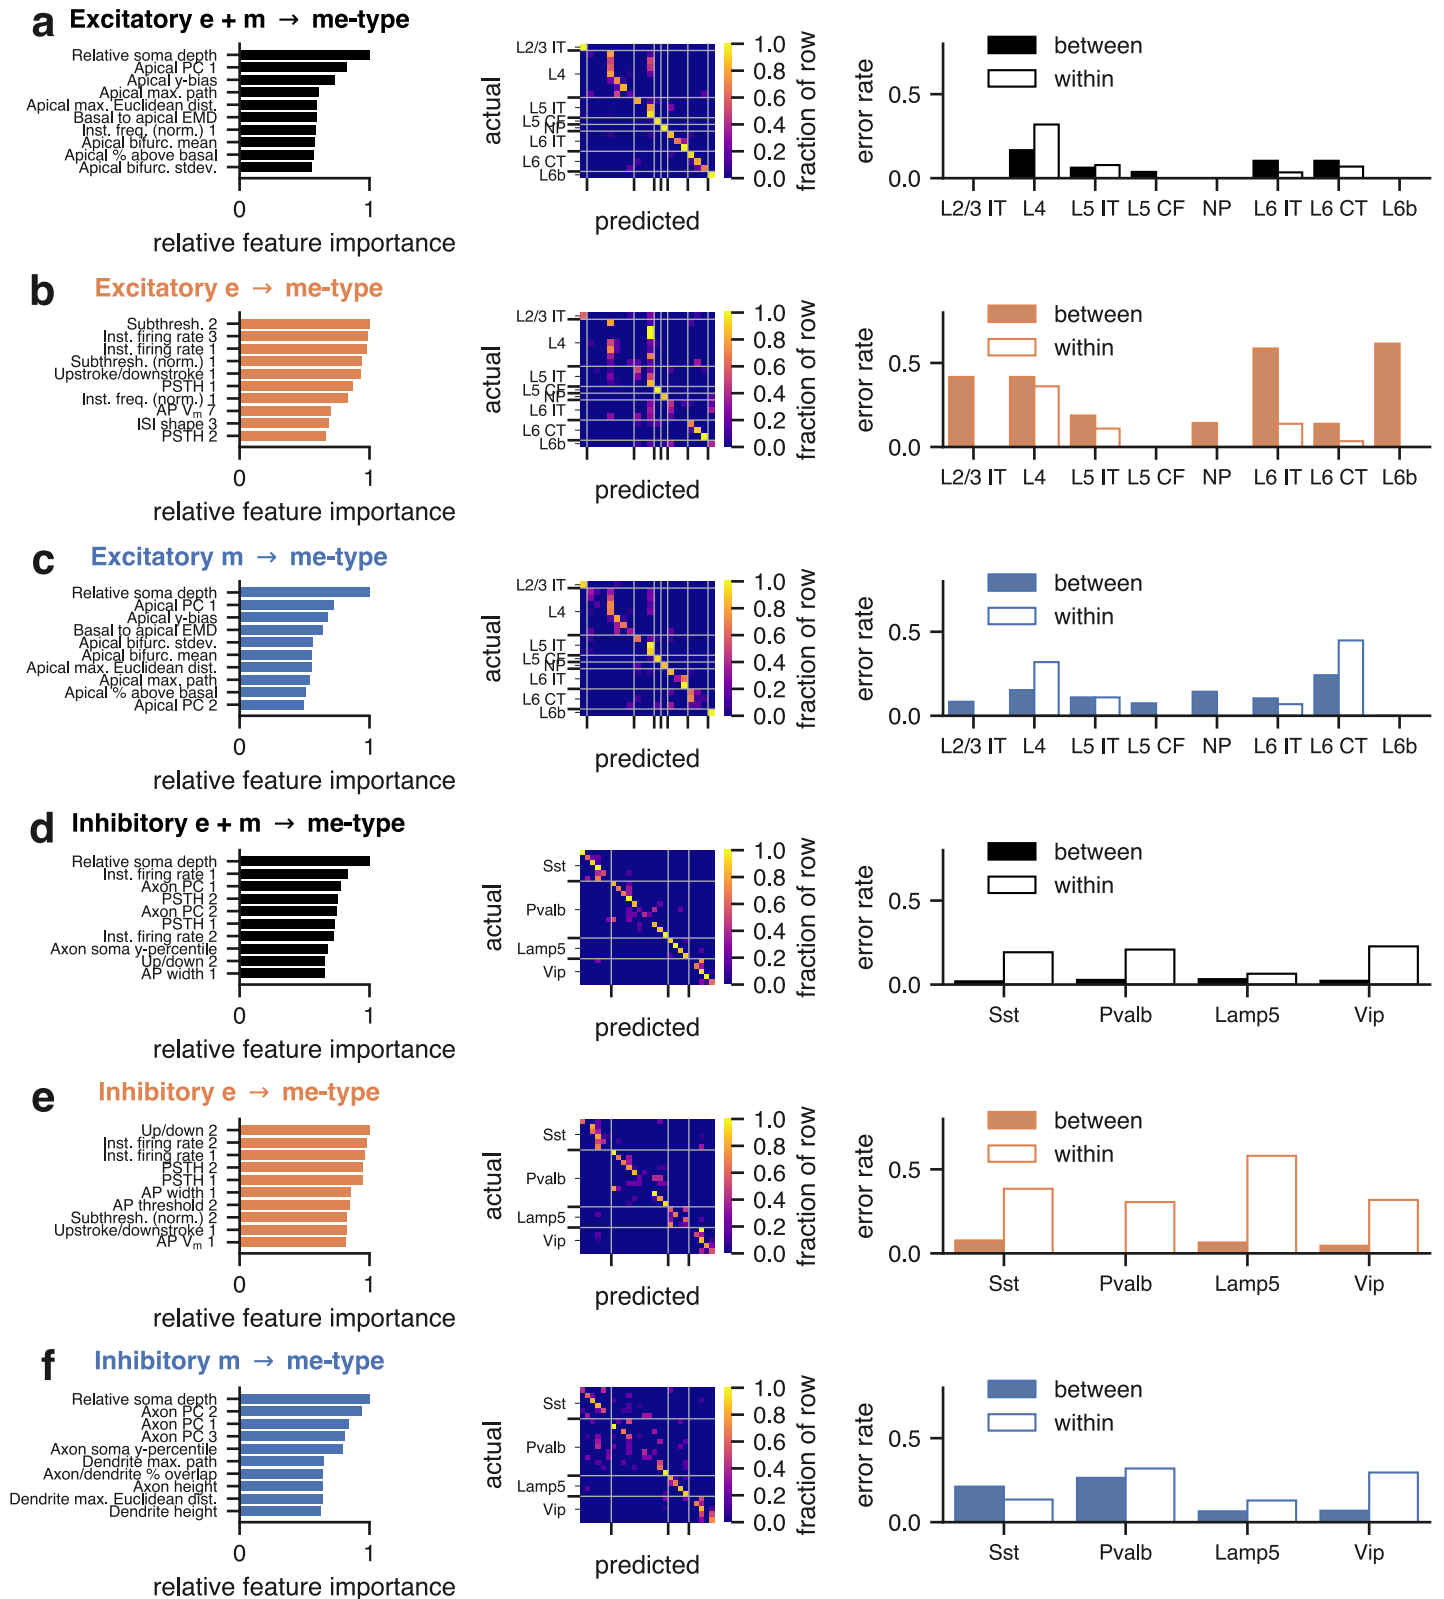 a Excitatory e + m → me-type
Relative soma depth
Apical PC 1
Apical y-bias
Apical max. path
Apical max. Euclidean dist.
Basal to apical EMD
Inst. freq. (norm.) 1
Apical bifurc. mean
Apical % above basal
Apical bifurc. stdev.
0 1
relative feature importance
actual
L2/3 IT
L4
L5 IT
L5 CF
NP
L6 IT
L6 CT
L6b
predicted
1.0
0.8
0.6
0.4
0.2
0.0
fraction of row
error rate
0.5
0.0
between
within
L2/3 IT L4 L5 IT L5 CF NP L6 IT L6 CT L6b
b Excitatory e → me-type
Subthresh. 2
Inst. firing rate 3
Inst. firing rate 1
Subthresh. (norm.) 1
Upstroke/downstroke 1
PSTH 1
Inst. freq. (norm.) 1
AP Vm 7
ISI shape 3
PSTH 2
0 1
relative feature importance
actual
L2/3 IT
L4
L5 IT
L5 CF
NP
L6 IT
L6 CT
L6b
predicted
1.0
0.8
0.6
0.4
0.2
0.0
fraction of row
error rate
0.5
0.0
between
within
L2/3 IT L4 L5 IT L5 CF NP L6 IT L6 CT L6b
c Excitatory m → me-type
Relative soma depth
Apical PC 1
Apical y-bias
Basal to apical EMD
Apical bifurc. stdev.
Apical bifurc. mean
Apical max. Euclidean dist.
Apical max. path
Apical % above basal
Apical PC 2
0 1
relative feature importance
actual
L2/3 IT
L4
L5 IT
L5 CF
NP
L6 IT
L6 CT
L6b
predicted
1.0
0.8
0.6
0.4
0.2
0.0
fraction of row
error rate
0.5
0.0
between
within
L2/3 IT L4 L5 IT L5 CF NP L6 IT L6 CT L6b
d Inhibitory e + m → me-type
Relative soma depth
Inst. firing rate 1
Axon PC 1
PSTH 2
Axon PC 2
PSTH 1
Inst. firing rate 2
Axon soma y-percentile
Up/down 2
AP width 1
0 1
relative feature importance
actual
Sst
Pvalb
Lamp5
Vip
predicted
1.0
0.8
0.6
0.4
0.2
0.0
fraction of row
error rate
0.5
0.0
between
within
Sst Pvalb Lamp5 Vip
e Inhibitory e → me-type
Up/down 2
Inst. firing rate 2
Inst. firing rate 1
PSTH 2
PSTH 1
AP width 1
AP threshold 2
Subthresh. (norm.) 2
Upstroke/downstroke 1
AP Vm 1
0 1
relative feature importance
actual
Sst
Pvalb
Lamp5
Vip
predicted
1.0
0.8
0.6
0.4
0.2
0.0
fraction of row
error rate
0.5
0.0
between
within
Sst Pvalb Lamp5 Vip
f Inhibitory m → me-type
Relative soma depth
Axon PC 2
Axon PC 1
Axon PC 3
Axon soma y-percentile
Dendrite max. path
Axon/dendrite % overlap
Axon height
Dendrite max. Euclidean dist.
Dendrite height
0 1
relative feature importance
actual
Sst
Pvalb
Lamp5
Vip
predicted
1.0
0.8
0.6
0.4
0.2
0.0
fraction of row
error rate
0.5
0.0
between
within
Sst Pvalb Lamp5 Vip